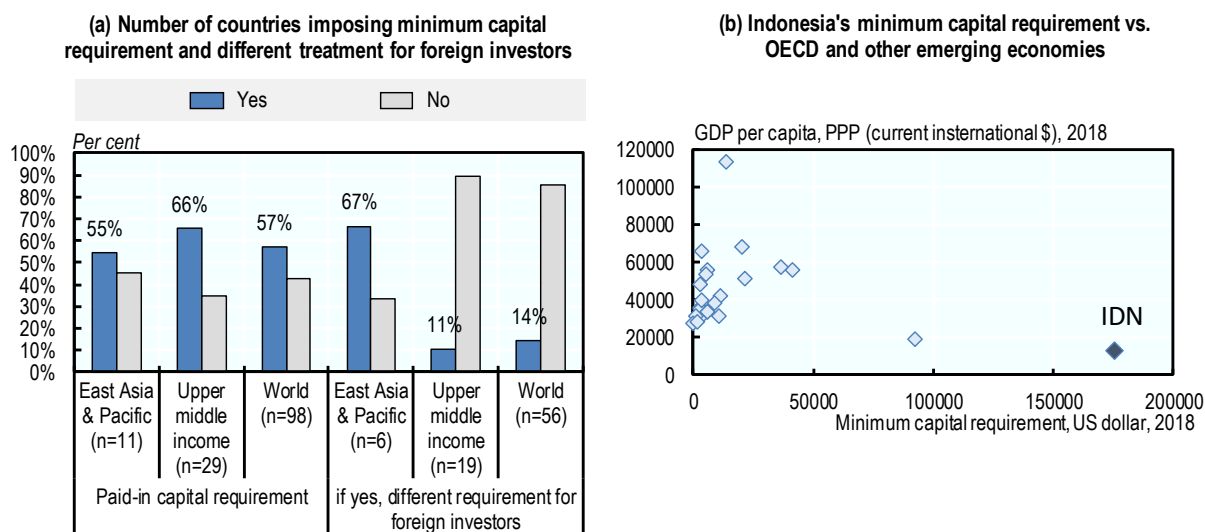 (a) Number of countries imposing minimum capital
requirement and different treatment for foreign investors
Yes
No
Per cent
100%
90%
80%
70%
60%
50%
40%
30%
20%
10%
0%
55%
66%
57%
67%
11%
14%
East Asia
& Pacific
(n=11)
Upper
middle
income
(n=29)
World
(n=98)
East Asia
& Pacific
(n=6)
Upper
middle
income
(n=19)
World
(n=56)
Paid-in capital requirement
if yes, different requirement for
foreign investors
(b) Indonesia's minimum capital requirement vs.
OECD and other emerging economies
GDP per capita, PPP (current insternational $), 2018
120000
100000
80000
60000
40000
20000
0
IDN
0
50000
100000
150000
200000
Minimum capital requirement, US dollar, 2018